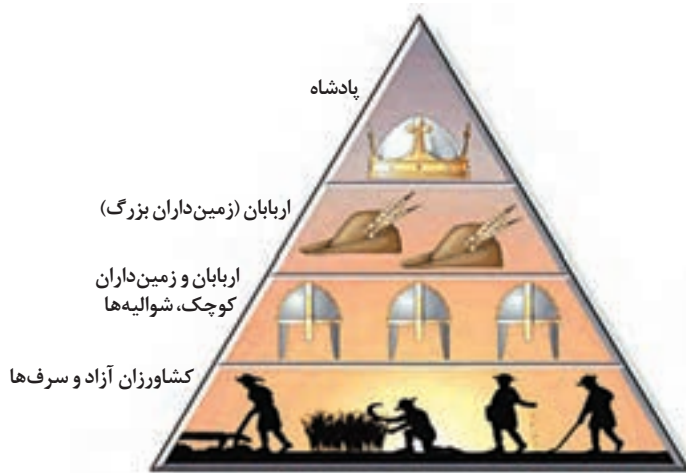 پادشاه
اربابان (زمین‌داران بزرگ)
اربابان و زمین‌داران
کوچک، شوالیه‌ها
کشاورزان آزاد و سرف‌ها